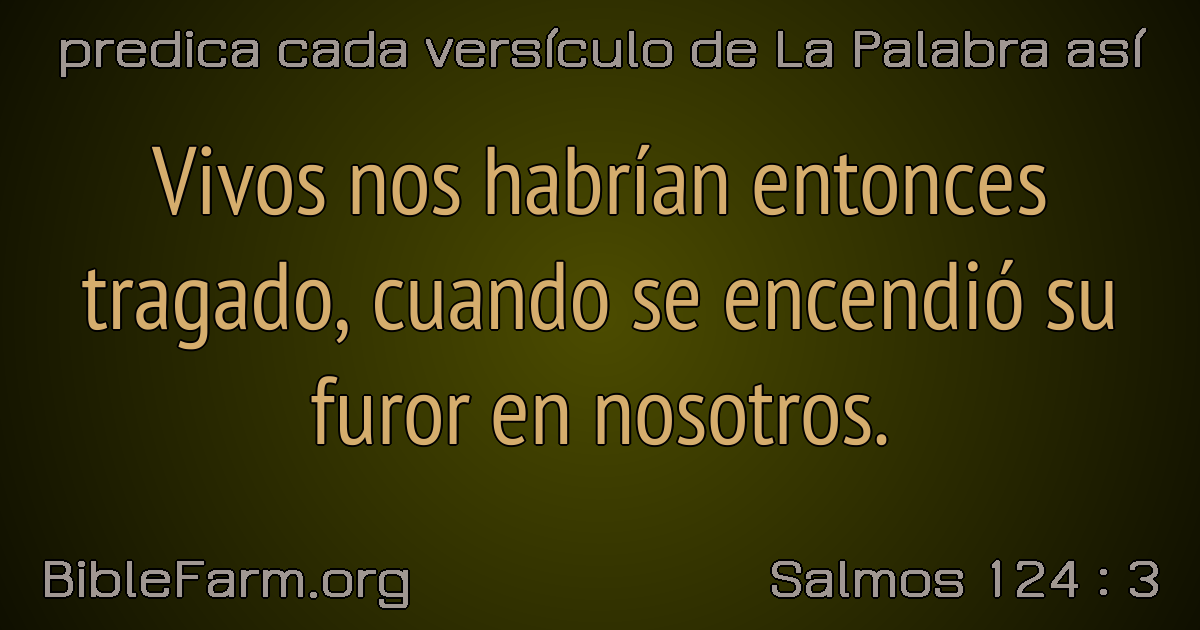 predica cada versículo de La Palabra así
Vivos nos habrían entonces
tragado, cuando se encendió su
furor en nosotros.
BibleFarm.org
Salmos 124 : 3